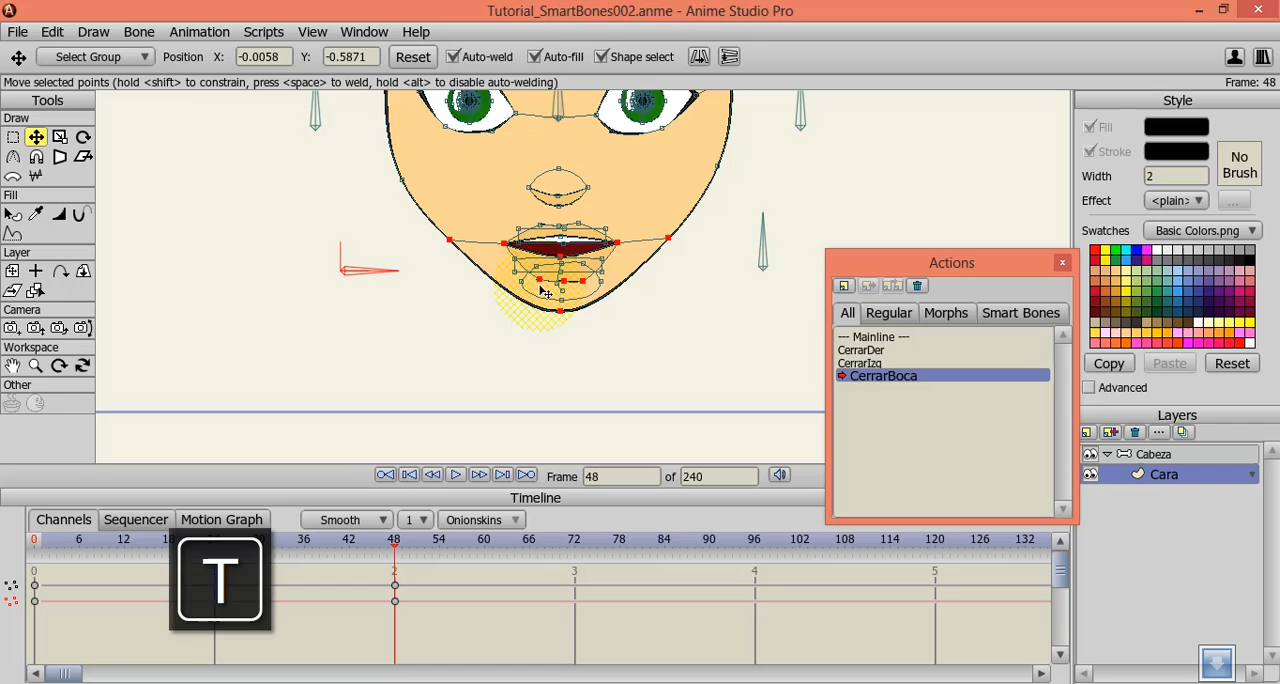 Tutorial_SmartBones002.anme - Anime Studio Pro
File Edit Draw Bone Animation Scripts View Window Help
Select Group Position X: -0.0058 Y: -0.5871 Reset Auto-weld Auto-fill Shape select
Move selected points (hold <shift> to constrain, press <space> to weld, hold <alt> to disable auto-welding) Frame: 48
Tools
Draw
Fill
Layer
Camera
Workspace
Other
Style
Fill
Stroke
No Brush
Width 2
Effect <plain> ...
Swatches Basic Colors.png
Copy Paste Reset
Advanced
Actions
All Regular Morphs Smart Bones
--- Mainline ---
CerrarDer
CerrarIzq
CerrarBoca
Layers
Cabeza
Cara
Frame 48 of 240
Timeline
Channels Sequencer Motion Graph Smooth 1 Onionskins
0 6 12 18 36 42 48 54 60 66 72 78 84 90 96 102 108 114 120 126 132
0 2 3 4 5
T